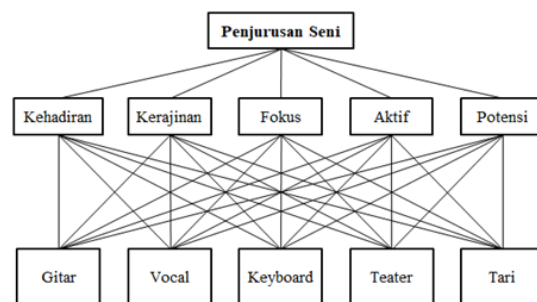 Penjurusan Seni
Kehadiran
Kerajinan
Fokus
Aktif
Potensi
Gitar
Vocal
Keyboard
Teater
Tari